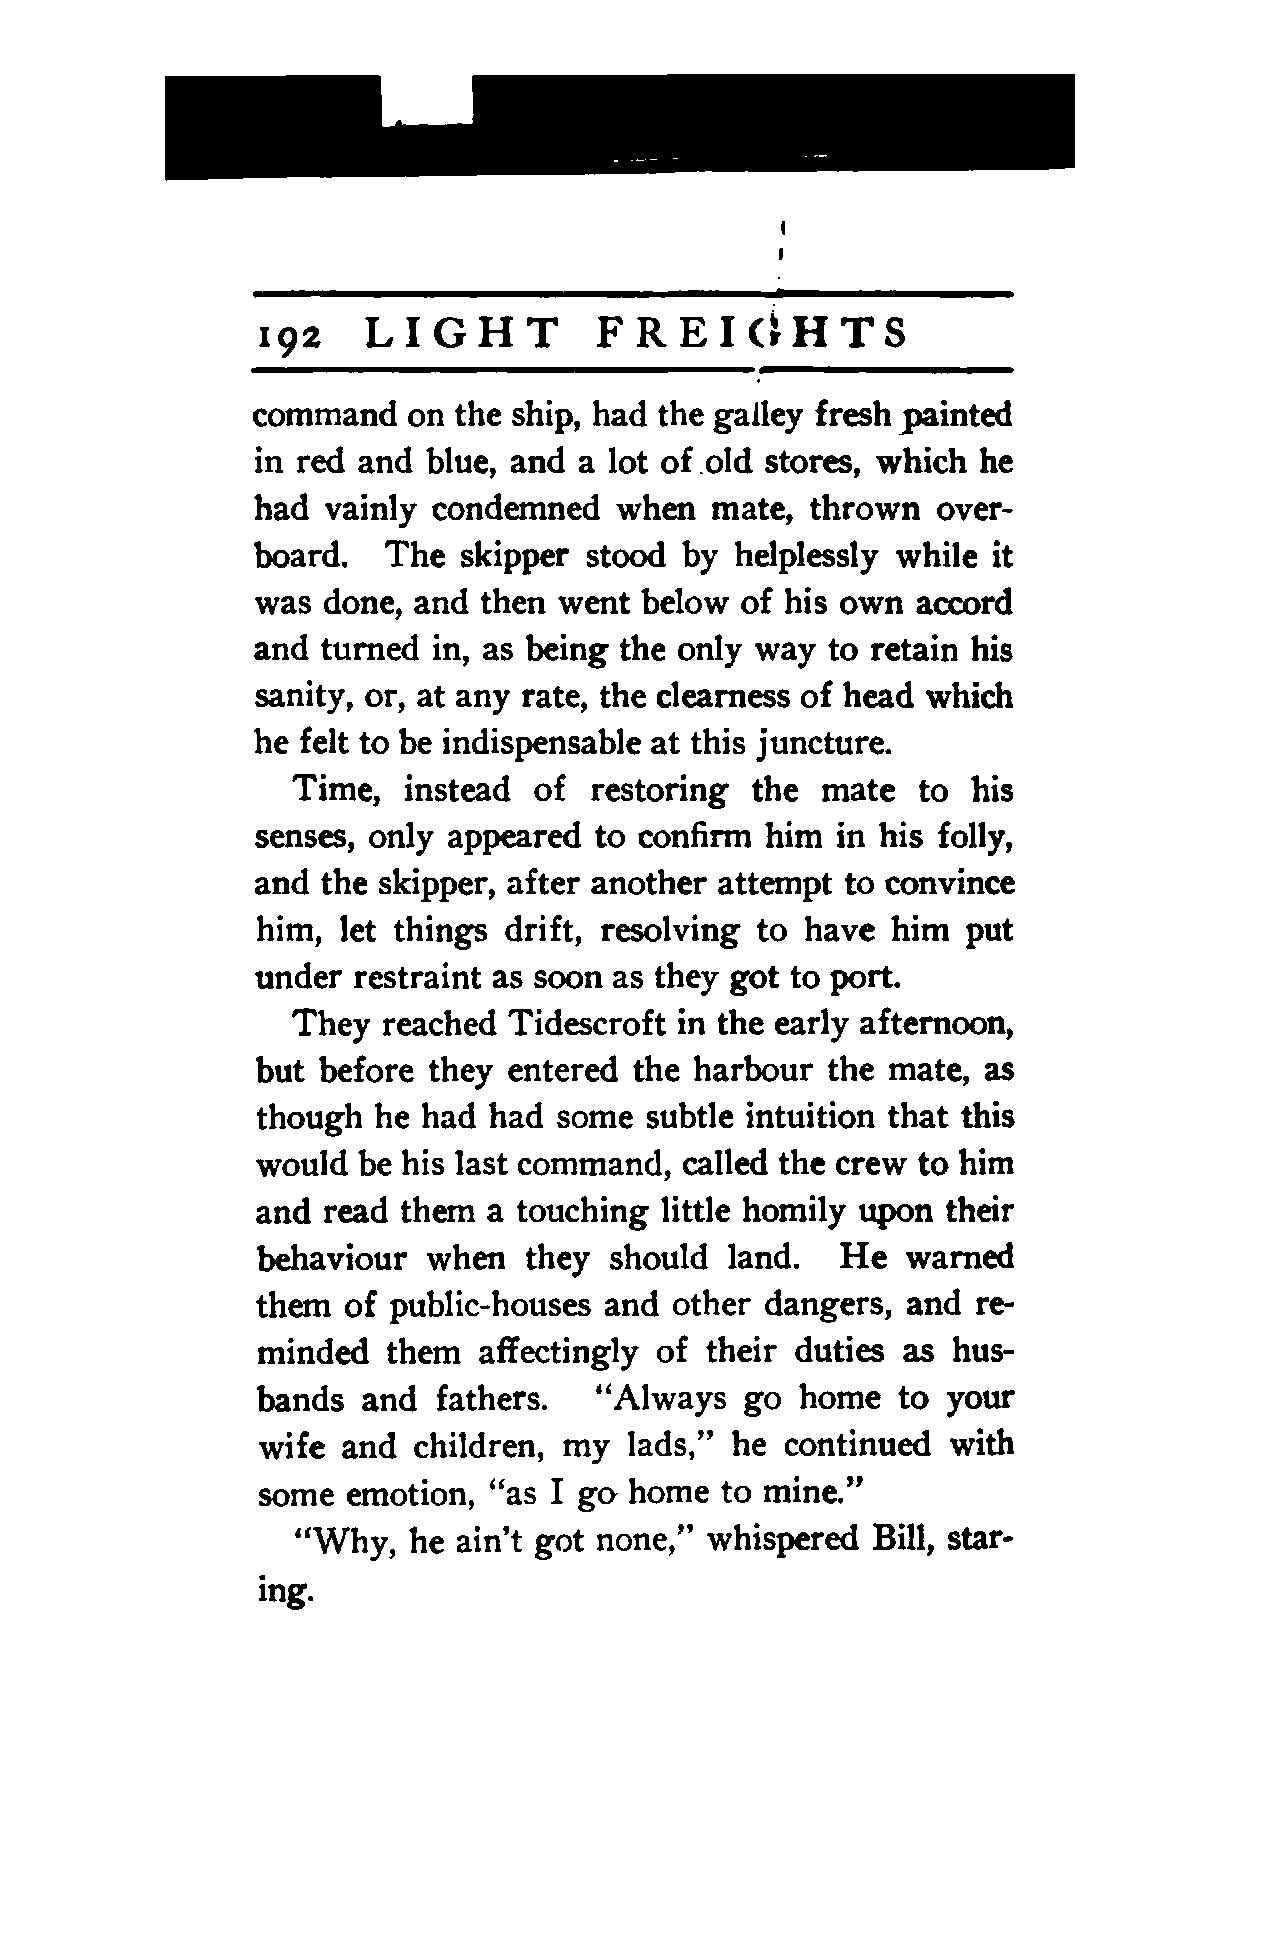 192 LIGHT FREIGHTS
command on the ship, had the galley fresh painted
in red and blue, and a lot of old stores, which he
had vainly condemned when mate, thrown over-
board. The skipper stood by helplessly while it
was done, and then went below of his own accord
and turned in, as being the only way to retain his
sanity, or, at any rate, the clearness of head which
he felt to be indispensable at this juncture.
Time, instead of restoring the mate to his
senses, only appeared to confirm him in his folly,
and the skipper, after another attempt to convince
him, let things drift, resolving to have him put
under restraint as soon as they got to port.
They reached Tidescroft in the early afternoon,
but before they entered the harbour the mate, as
though he had had some subtle intuition that this
would be his last command, called the crew to him
and read them a touching little homily upon their
behaviour when they should land. He warned
them of public-houses and other dangers, and re-
minded them affectingly of their duties as hus-
bands and fathers. "Always go home to your
wife and children, my lads," he continued with
some emotion, "as I go home to mine."
"Why, he ain't got none," whispered Bill, star-
ing.